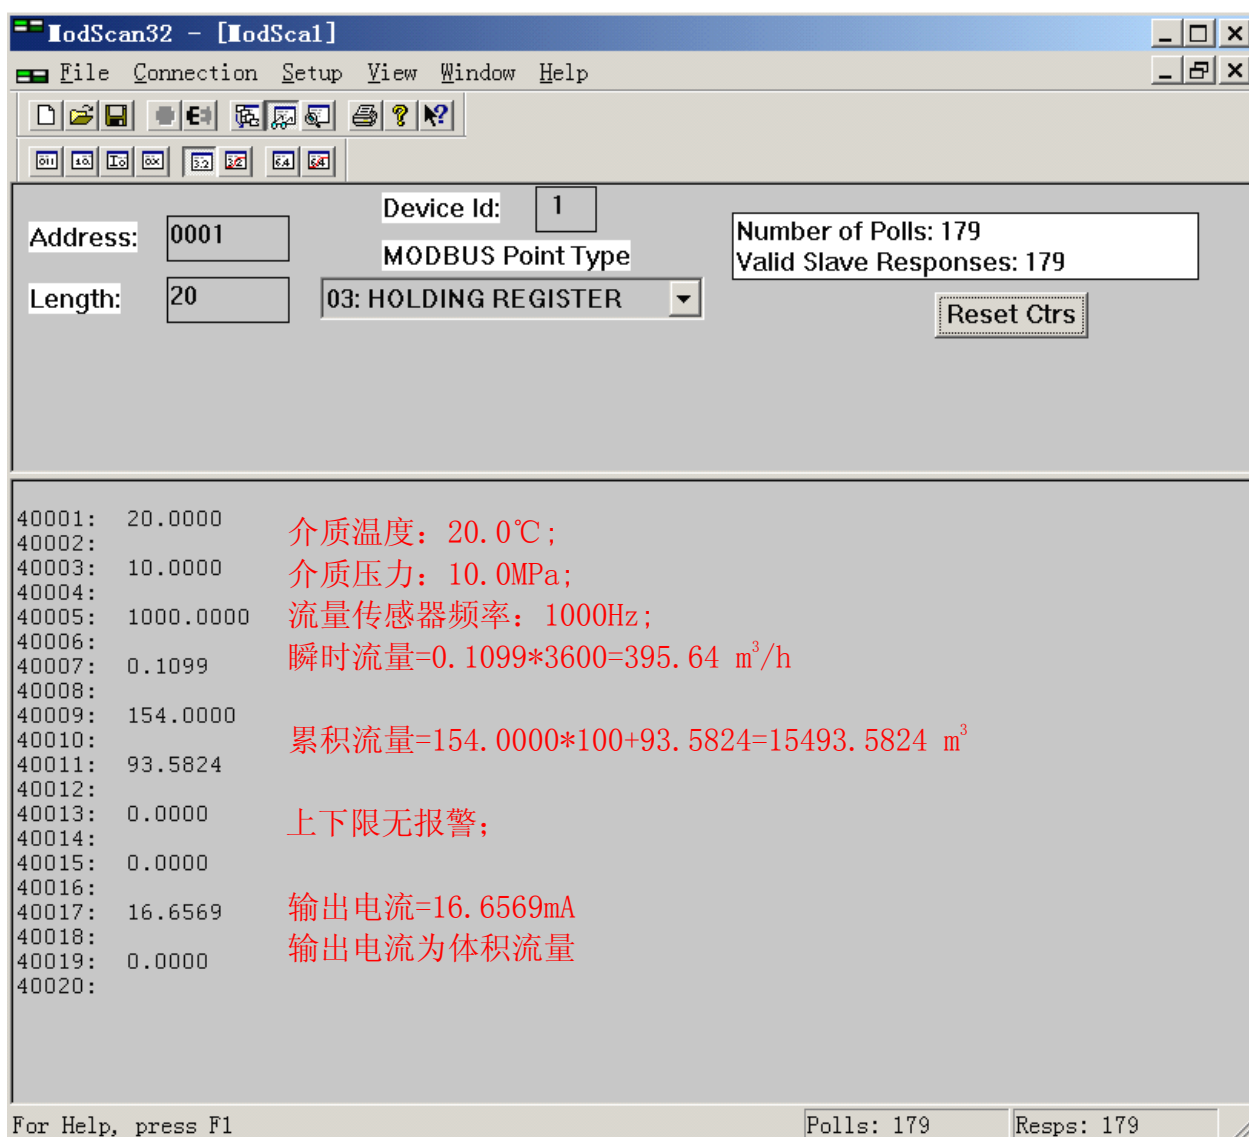 ModScan32 - [ModSca1]
File Connection Setup View Window Help
Address: 0001
Device Id: 1
MODBUS Point Type
Length: 20
03: HOLDING REGISTER
Number of Polls: 179
Valid Slave Responses: 179
Reset Ctrs
40001: 20.0000
介质温度：20.0℃;
40002:
40003: 10.0000
介质压力：10.0MPa;
40004:
40005: 1000.0000
流量传感器频率：1000Hz;
40006:
40007: 0.1099
瞬时流量=0.1099*3600=395.64 m³/h
40008:
40009: 154.0000
40010:
累积流量=154.0000*100+93.5824=15493.5824 m³
40011: 93.5824
40012:
40013: 0.0000
上下限无报警；
40014:
40015: 0.0000
40016:
40017: 16.6569
输出电流=16.6569mA
40018:
输出电流为体积流量
40019: 0.0000
40020:
For Help, press F1
Polls: 179
Resps: 179